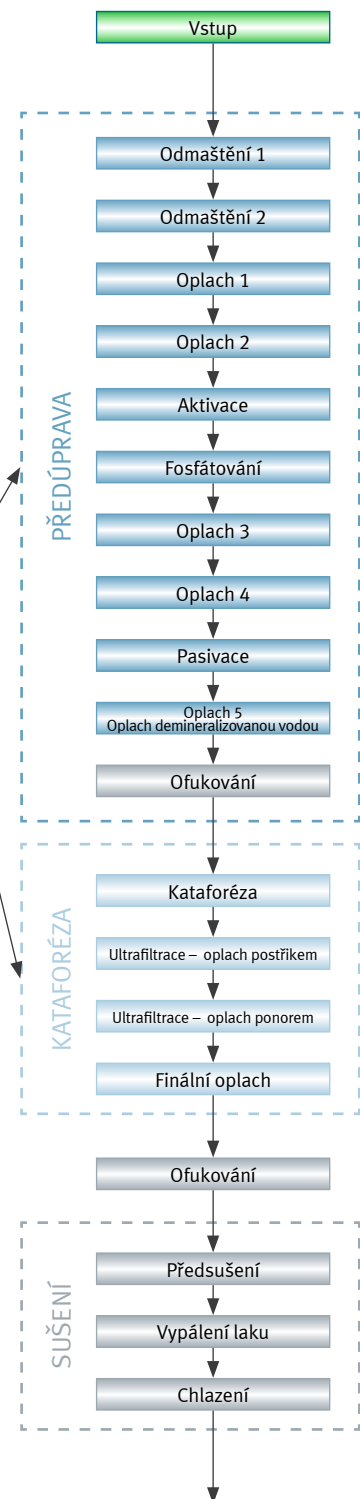 Vstup
PŘEDÚPRAVA
Odmaštění 1
Odmaštění 2
Oplach 1
Oplach 2
Aktivace
Fosfátování
Oplach 3
Oplach 4
Pasivace
Oplach 5
Oplach demineralizovanou vodou
Ofukování
KATAFORÉZA
Kataforéza
Ultrafiltrace – oplach postřikem
Ultrafiltrace – oplach ponorem
Finální oplach
Ofukování
SUŠENÍ
Předsušení
Vypálení laku
Chlazení